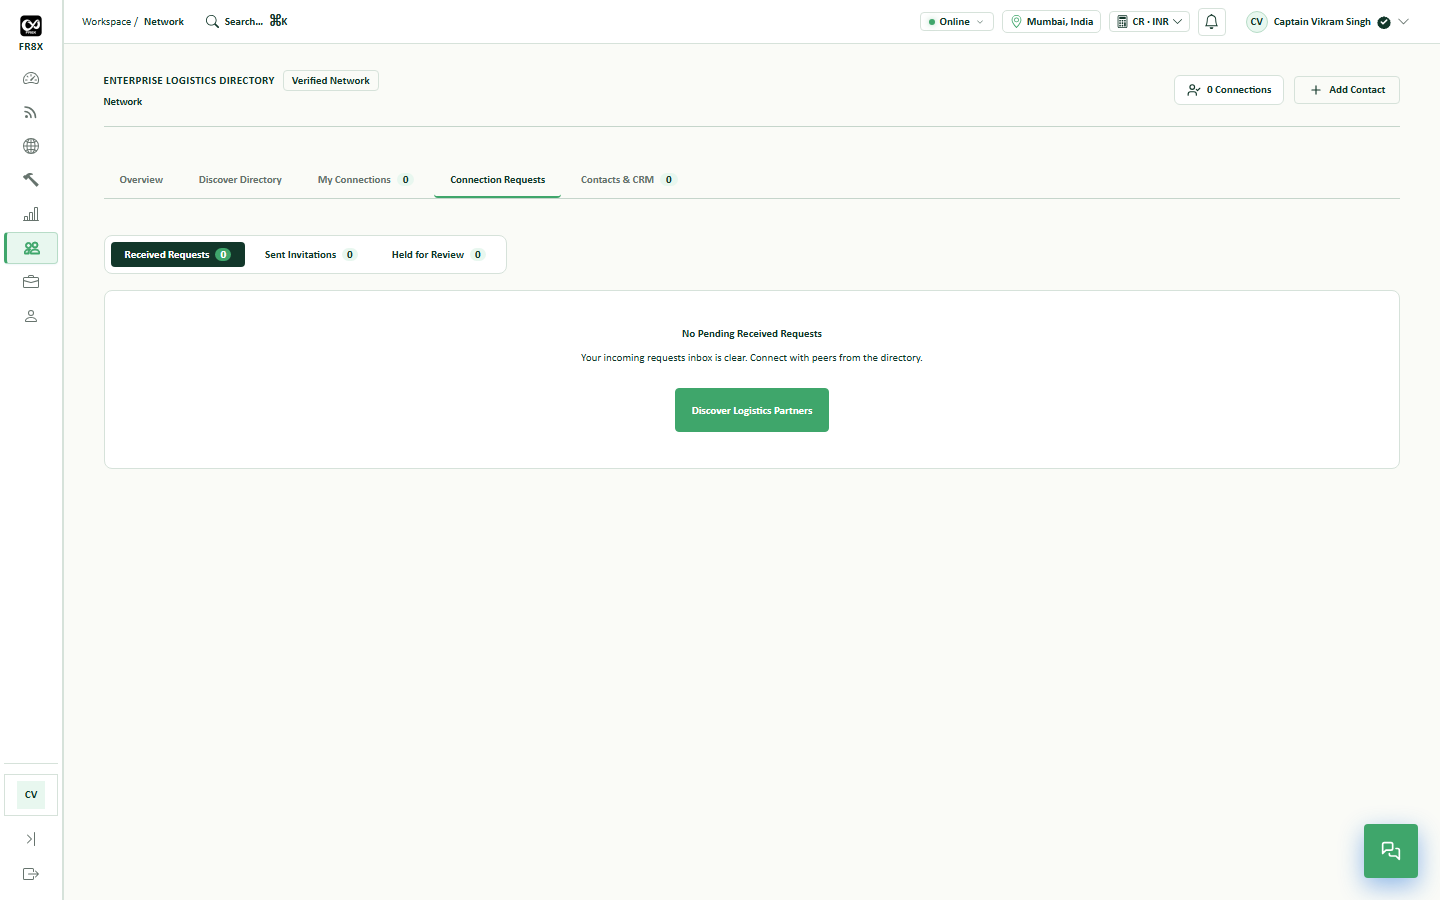 FR8X
FR8X
Workspace / Network
Search... ⌘K
Online
Mumbai, India
CR · INR
CV
Captain Vikram Singh
ENTERPRISE LOGISTICS DIRECTORY
Verified Network
Network
0 Connections
Add Contact
Overview
Discover Directory
My Connections 0
Connection Requests
Contacts & CRM 0
Received Requests 0
Sent Invitations 0
Held for Review 0
No Pending Received Requests
Your incoming requests inbox is clear. Connect with peers from the directory.
Discover Logistics Partners
CV